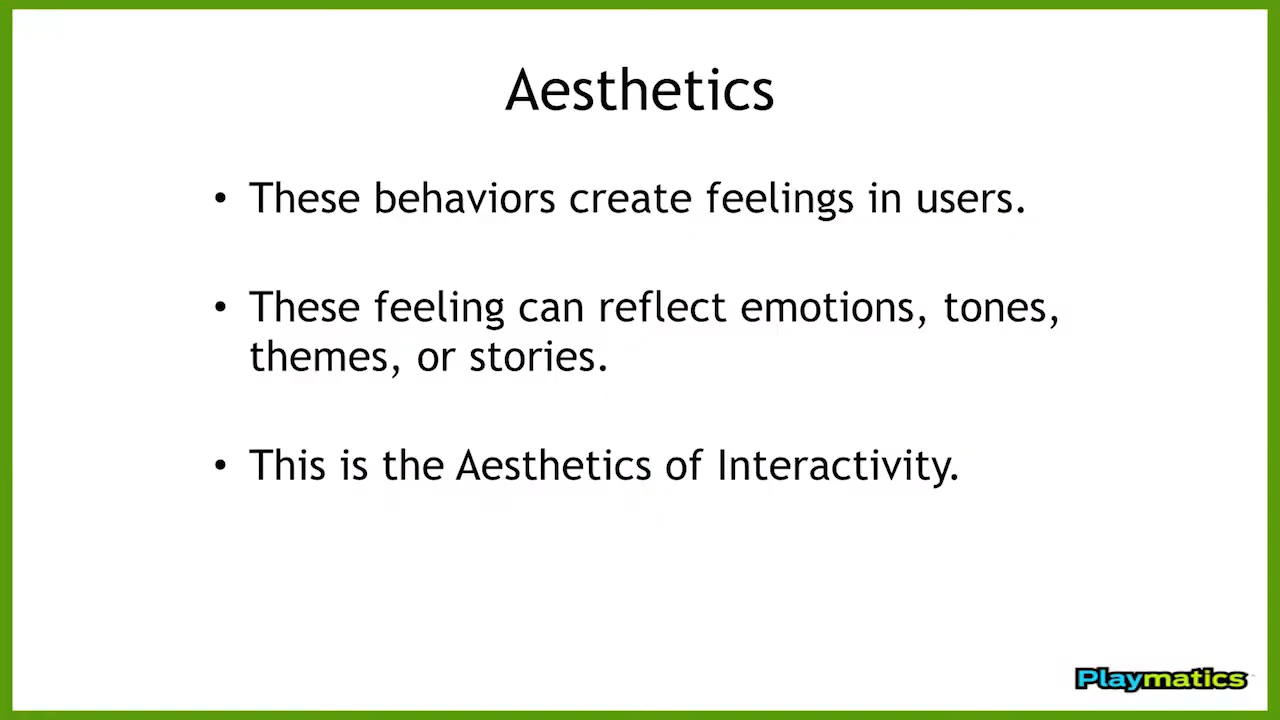 Aesthetics
• These behaviors create feelings in users.
• These feeling can reflect emotions, tones,
themes, or stories.
• This is the Aesthetics of Interactivity.
Playmatics